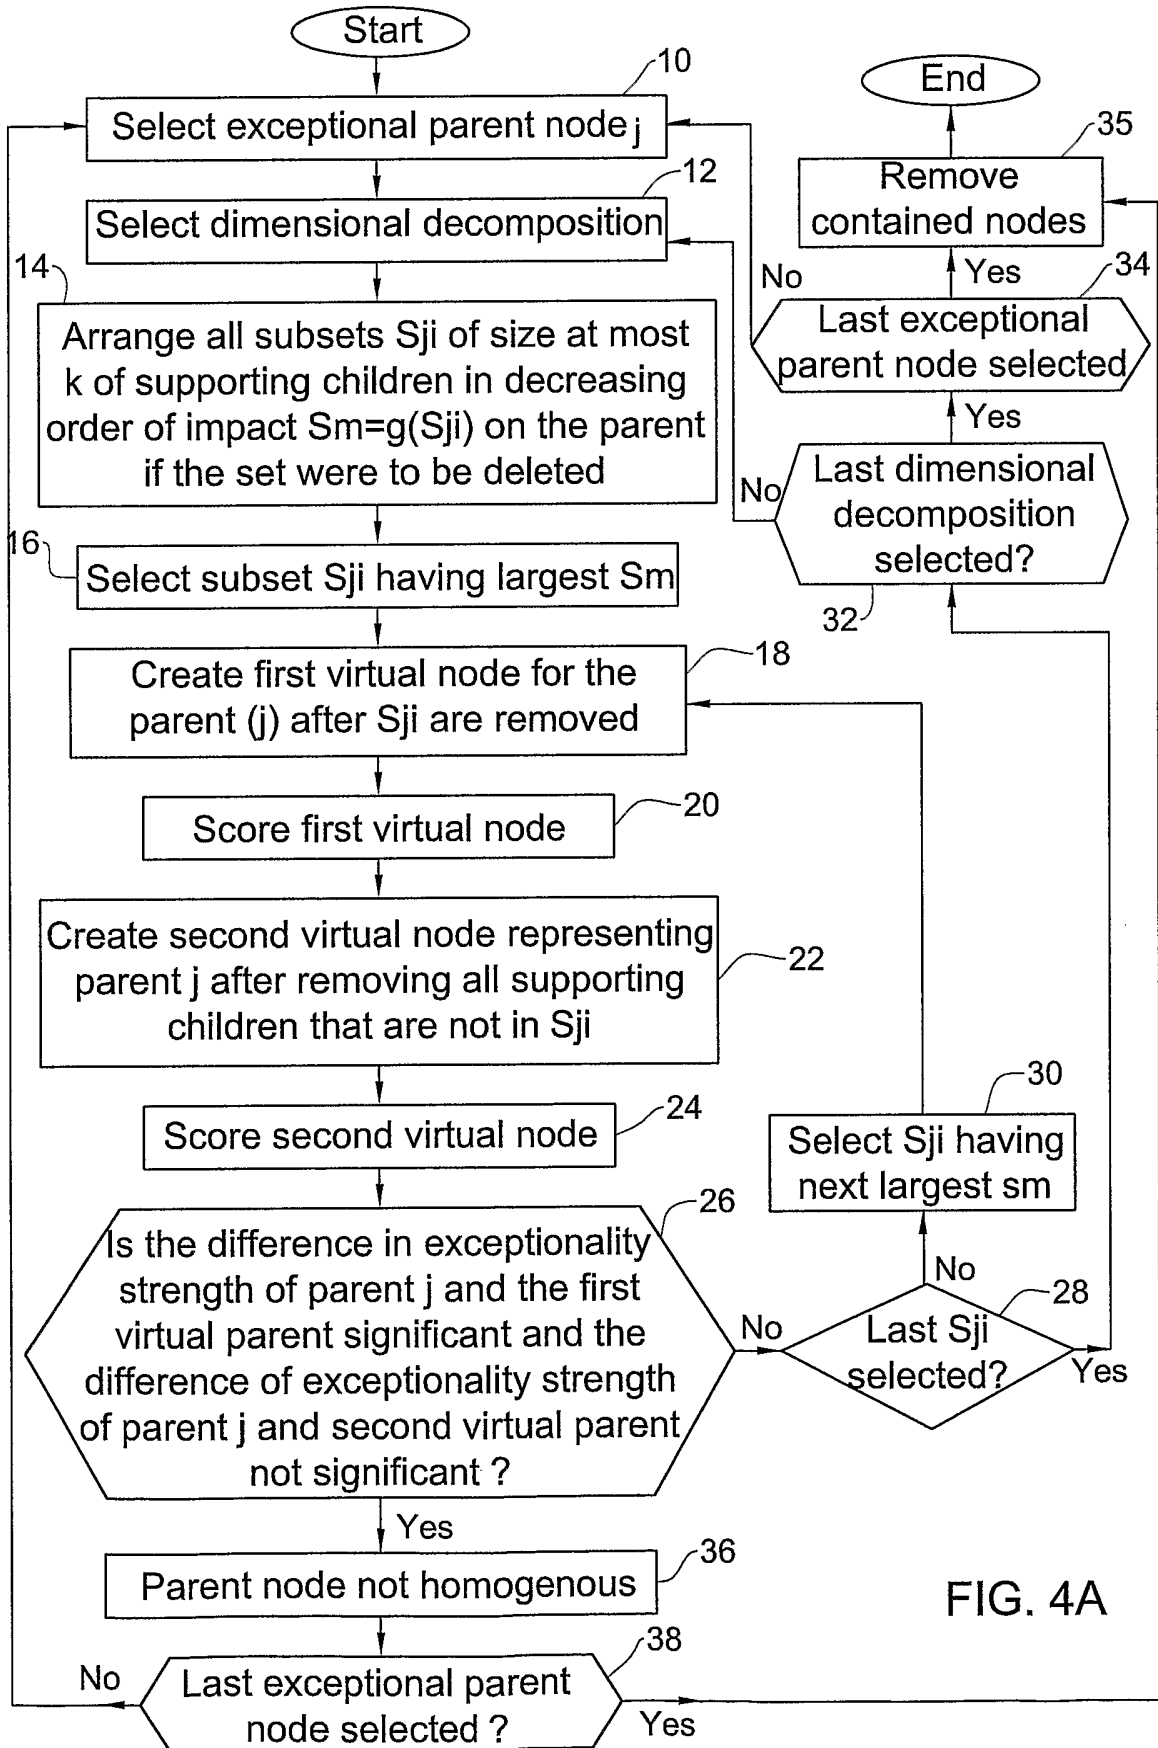 Start
10
Select exceptional parent node j
12
Select dimensional decomposition
14
Arrange all subsets Sji of size at most
k of supporting children in decreasing
order of impact Sm=g(Sji) on the parent
if the set were to be deleted
16
Select subset Sji having largest Sm
18
Create first virtual node for the
parent (j) after Sji are removed
20
Score first virtual node
Create second virtual node representing
parent j after removing all supporting
children that are not in Sji
22
24
Score second virtual node
26
Is the difference in exceptionality
strength of parent j and the first
virtual parent significant and the
difference of exceptionality strength
of parent j and second virtual parent
not significant ?
No
Yes
36
Parent node not homogenous
38
Last exceptional parent
node selected ?
No
Yes
28
Last Sji
selected?
Yes
No
30
Select Sji having
next largest sm
32
Last dimensional
decomposition
selected?
No
Yes
34
Last exceptional
parent node selected
No
Yes
35
Remove
contained nodes
End
FIG. 4A